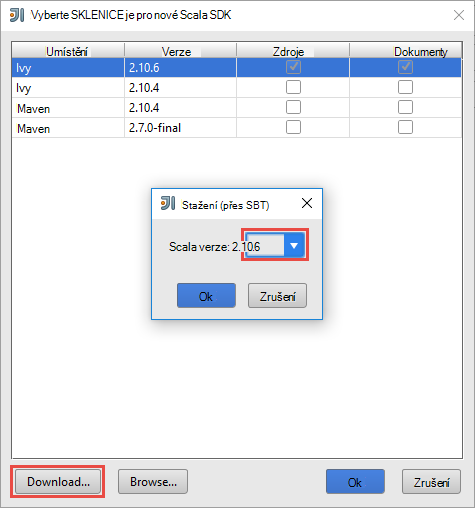 Vyberte SKLENICE je pro nové Scala SDK
Umístění Verze Zdroje Dokumenty
Ivy 2.10.6
Ivy 2.10.4
Maven 2.10.4
Maven 2.7.0-final
Stažení (přes SBT)
Scala verze: 2.10.6
Ok Zrušení
Download... Browse... Ok Zrušení